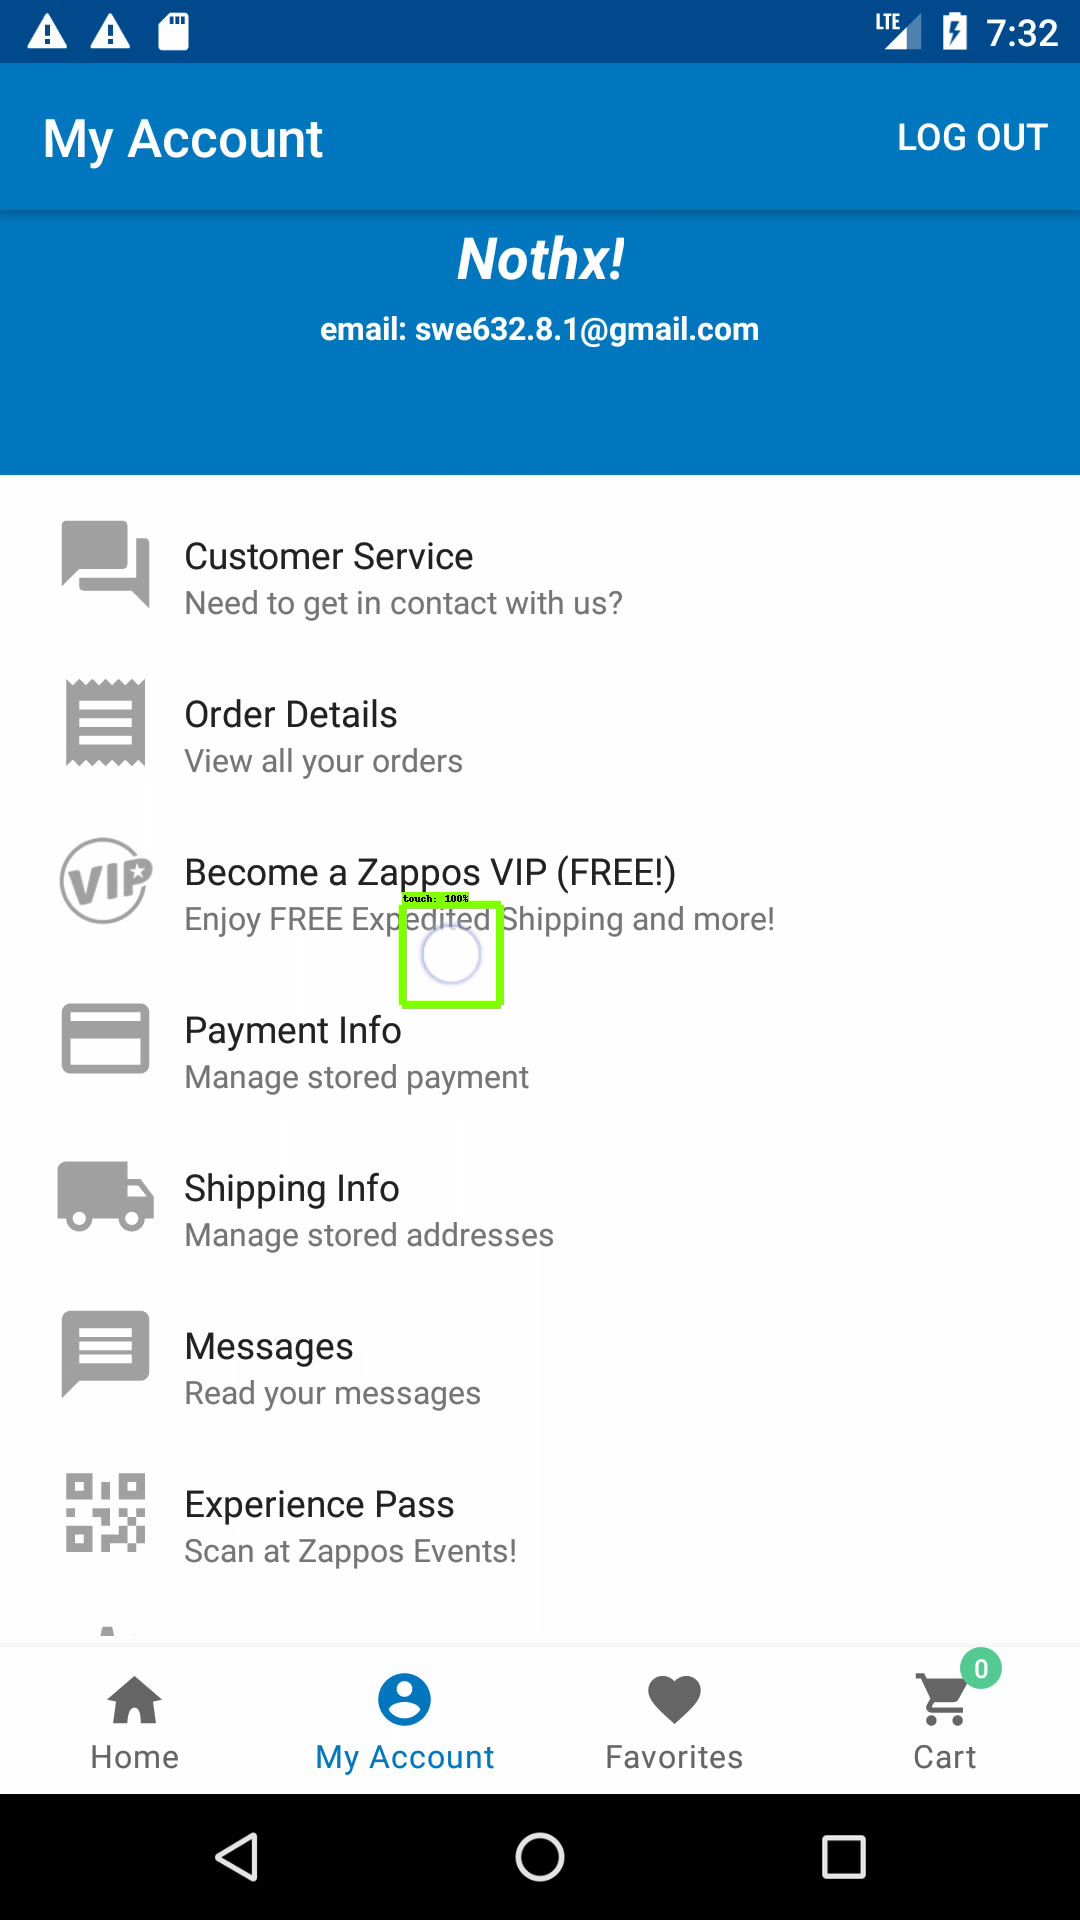 LTE 7:32
My Account LOG OUT
Nothx!
email: swe632.8.1@gmail.com
Customer Service
Need to get in contact with us?
Order Details
View all your orders
VIP
Become a Zappos VIP (FREE!)
touch: 100%
Enjoy FREE Expedited Shipping and more!
Payment Info
Manage stored payment
Shipping Info
Manage stored addresses
Messages
Read your messages
Experience Pass
Scan at Zappos Events!
0
Home My Account Favorites Cart